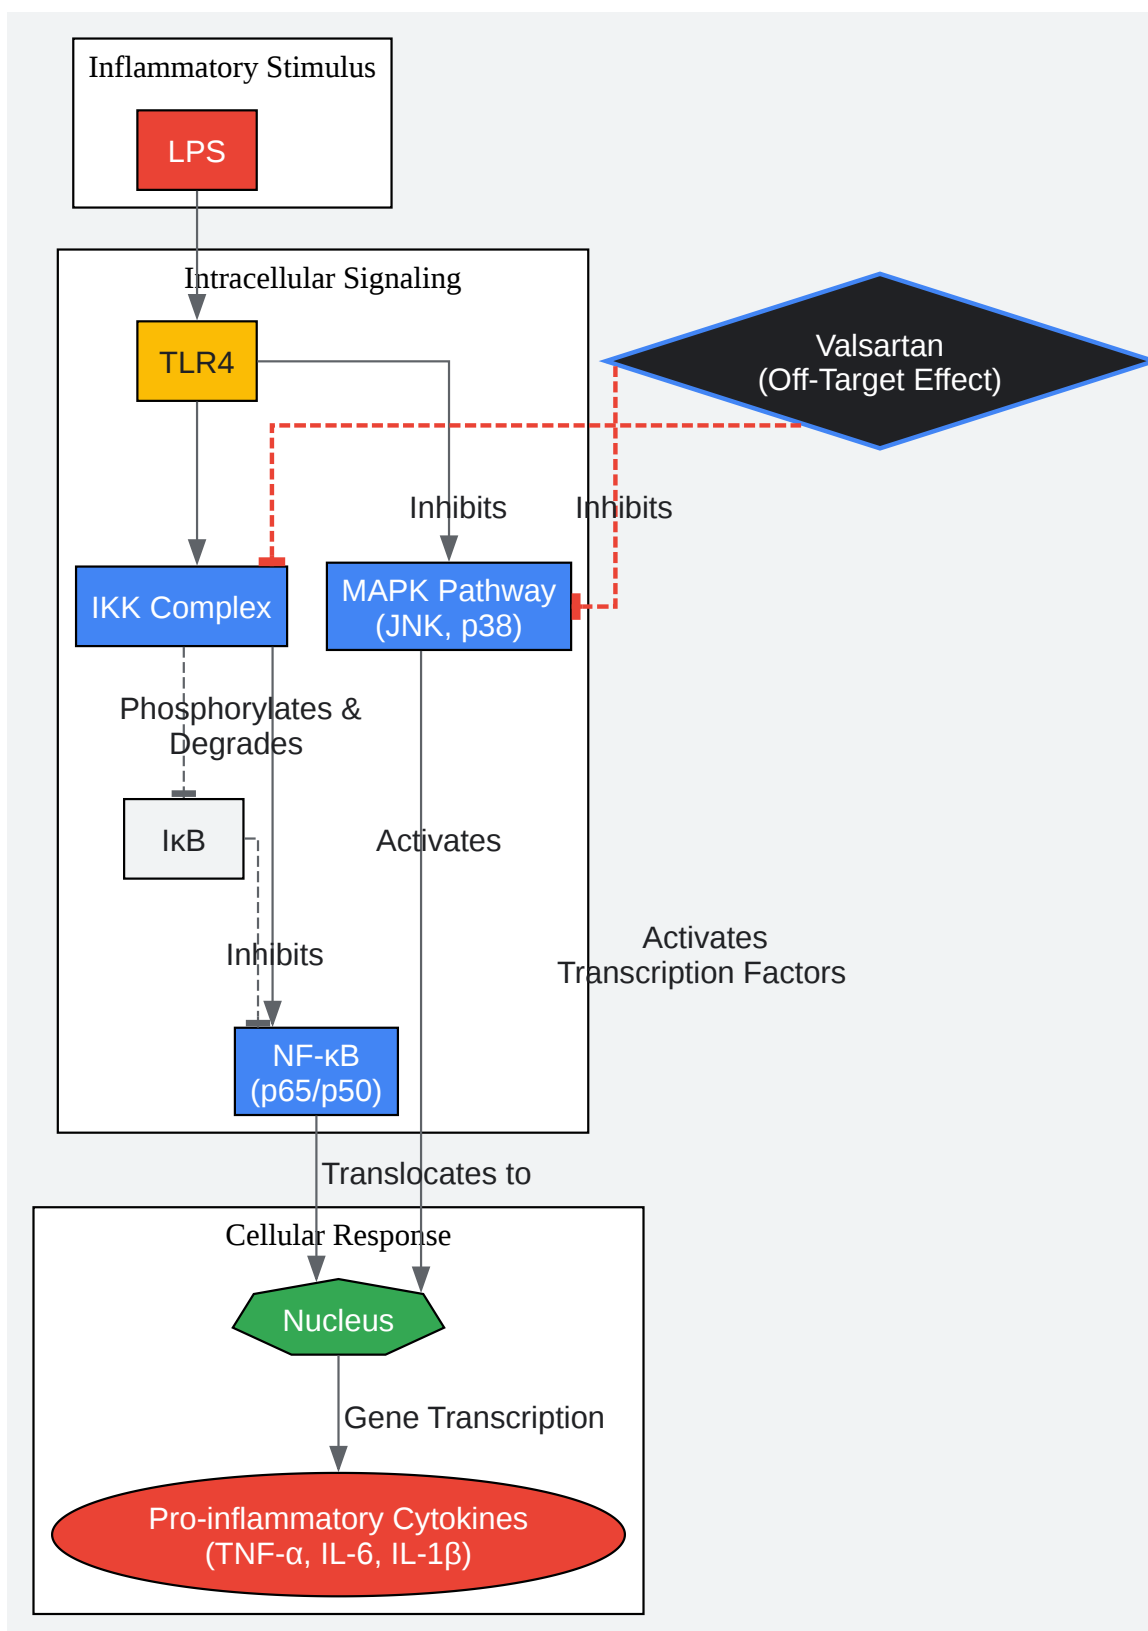 Inflammatory Stimulus
LPS
Intracellular Signaling
TLR4
Valsartan
(Off-Target Effect)
Inhibits
Inhibits
IKK Complex
MAPK Pathway
(JNK, p38)
Phosphorylates &
Degrades
IκB
Activates
Inhibits
Activates
Transcription Factors
NF-κB
(p65/p50)
Translocates to
Cellular Response
Nucleus
Gene Transcription
Pro-inflammatory Cytokines
(TNF-α, IL-6, IL-1β)